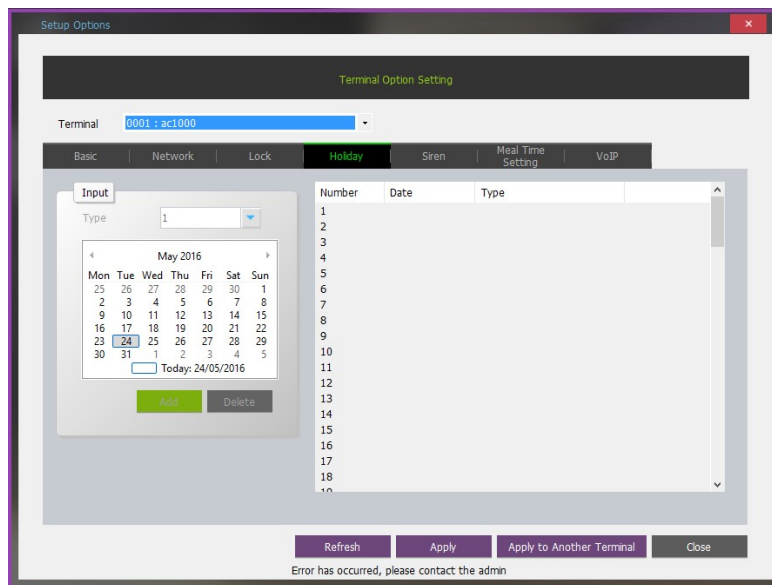 Setup Options
Terminal Option Setting
Terminal 0001 : ac1000
Basic Network Lock Holiday Siren Meal Time Setting VoIP
Input
Type 1
May 2016
Mon Tue Wed Thu Fri Sat Sun
25 26 27 28 29 30 1
2 3 4 5 6 7 8
9 10 11 12 13 14 15
16 17 18 19 20 21 22
23 24 25 26 27 28 29
30 31 1 2 3 4 5
Today: 24/05/2016
Add Delete
Number Date Type
1
2
3
4
5
6
7
8
9
10
11
12
13
14
15
16
17
18
19
Refresh Apply Apply to Another Terminal Close
Error has occurred, please contact the admin